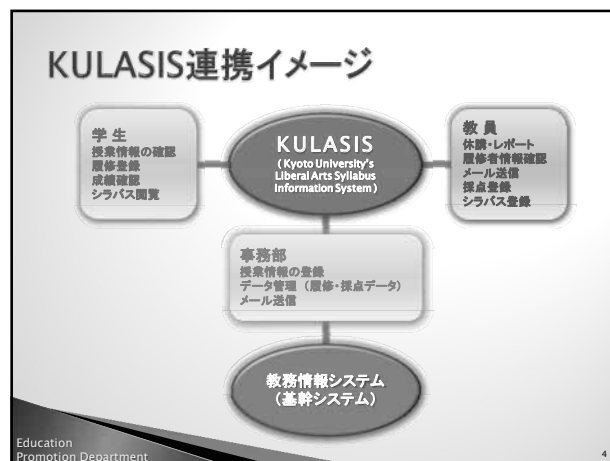 KULASIS連携イメージ
学 生
授業情報の確認
履修登録
成績確認
シラバス閲覧
KULASIS
( Kyoto University's
Liberal Arts Syllabus
Information System )
教 員
休講・レポート
履修者情報確認
メール送信
採点登録
シラバス登録
事務部
授業情報の登録
データ管理 （履修・採点データ）
メール送信
教務情報システム
（基幹システム）
Education
Promotion Department
4